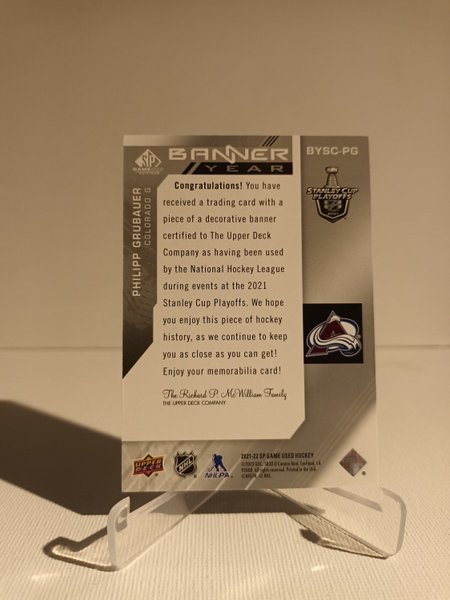 SP
BANNER
YEAR
BYSC-PG
STANLEY CUP
PLAYOFFS
PHILIPP GRUBAUER
COLORADO G
Congratulations! You have
received a trading card with a
piece of a decorative banner
certified to The Upper Deck
Company as having been used
by the National Hockey League
during events at the 2021
Stanley Cup Playoffs. We hope
you enjoy this piece of hockey
history, as we continue to keep
you as close as you can get!
Enjoy your memorabilia card!
The Richard P. McWilliam Family
THE UPPER DECK COMPANY
UPPER DECK
NHL
NHLPA
2021-22 SP GAME USED HOCKEY